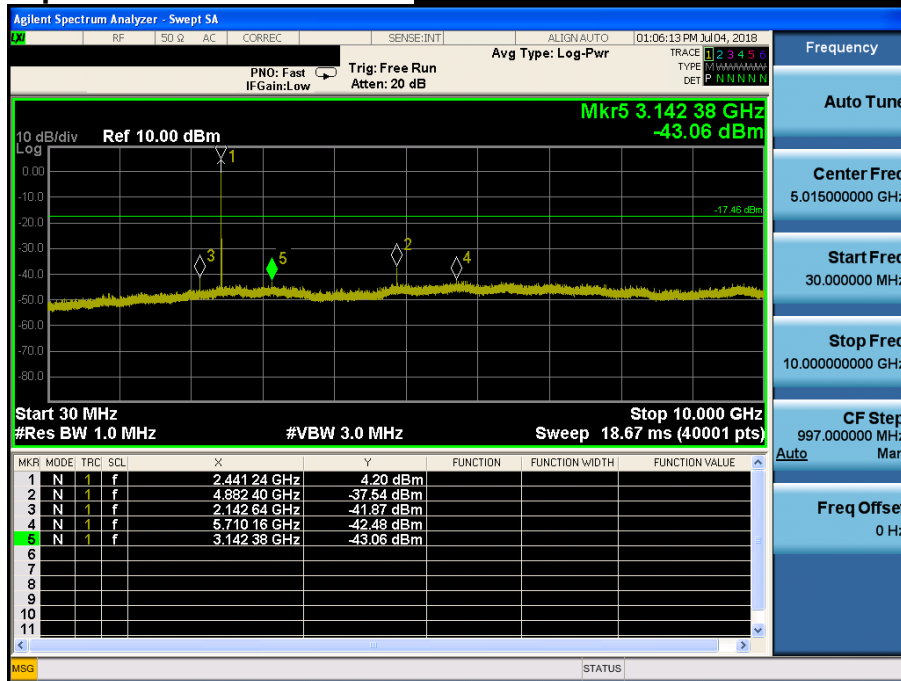 Agilent Spectrum Analyzer - Swept SA
LXI RF 50 Ω AC CORREC SENSE:INT ALIGN AUTO 01:06:13 PM Jul 04, 2018
Avg Type: Log-Pwr TRACE 1 2 3 4 5 6
PNO: Fast Trig: Free Run TYPE M W W W W W
IFGain:Low Atten: 20 dB DET P N N N N N
Mkr5 3.142 38 GHz
-43.06 dBm
10 dB/div Ref 10.00 dBm
Log
1
0.00
-10.0
-17.46 dBm
-20.0
-30.0
3 5 2 4
-40.0
-50.0
-60.0
-70.0
-80.0
Start 30 MHz Stop 10.000 GHz
#Res BW 1.0 MHz #VBW 3.0 MHz Sweep 18.67 ms (40001 pts)
MKR MODE TRC SCL X Y FUNCTION FUNCTION WIDTH FUNCTION VALUE
1 N 1 f 2.441 24 GHz 4.20 dBm
2 N 1 f 4.882 40 GHz -37.54 dBm
3 N 1 f 2.142 64 GHz -41.87 dBm
4 N 1 f 5.710 16 GHz -42.48 dBm
5 N 1 f 3.142 38 GHz -43.06 dBm
6
7
8
9
10
11
MSG STATUS
Frequency
Auto Tune
Center Freq
5.015000000 GHz
Start Freq
30.000000 MHz
Stop Freq
10.000000000 GHz
CF Step
997.000000 MHz
Auto Man
Freq Offset
0 Hz